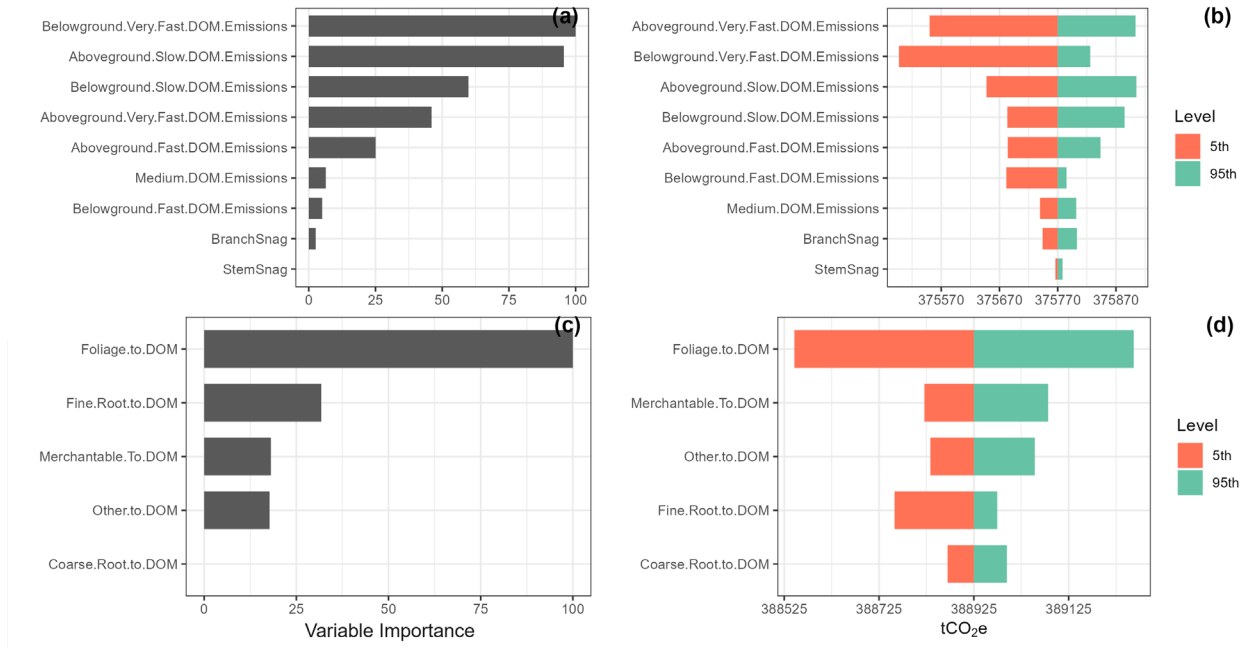 (a)
Belowground.Very.Fast.DOM.Emissions
Aboveground.Slow.DOM.Emissions
Belowground.Slow.DOM.Emissions
Aboveground.Very.Fast.DOM.Emissions
Aboveground.Fast.DOM.Emissions
Medium.DOM.Emissions
Belowground.Fast.DOM.Emissions
BranchSnag
StemSnag
0 25 50 75 100
(b)
Aboveground.Very.Fast.DOM.Emissions
Belowground.Very.Fast.DOM.Emissions
Aboveground.Slow.DOM.Emissions
Belowground.Slow.DOM.Emissions
Aboveground.Fast.DOM.Emissions
Belowground.Fast.DOM.Emissions
Medium.DOM.Emissions
BranchSnag
StemSnag
375570 375670 375770 375870
Level
5th
95th
(c)
Foliage.to.DOM
Fine.Root.to.DOM
Merchantable.To.DOM
Other.to.DOM
Coarse.Root.to.DOM
0 25 50 75 100
Variable Importance
(d)
Foliage.to.DOM
Merchantable.To.DOM
Other.to.DOM
Fine.Root.to.DOM
Coarse.Root.to.DOM
388525 388725 388925 389125
tCO₂e
Level
5th
95th